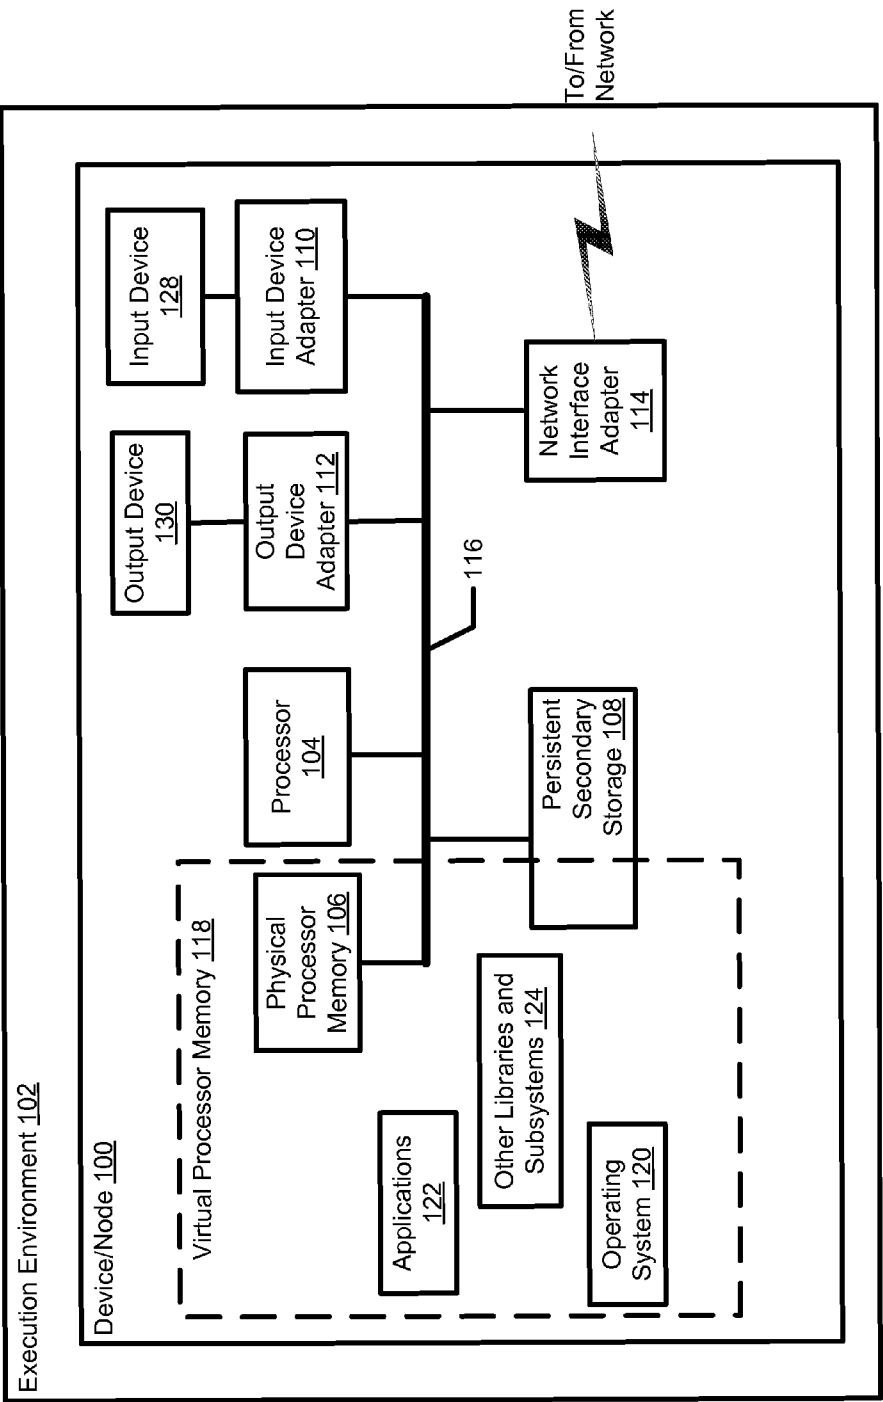 Execution Environment 102
Device/Node 100
Virtual Processor Memory 118
Physical
Processor
Memory 106
Processor
104
Output Device
130
Output
Device
Adapter 112
Input Device
128
Input Device
Adapter 110
Applications
122
Other Libraries and
Subsystems 124
Operating
System 120
Persistent
Secondary
Storage 108
116
Network
Interface
Adapter
114
To/From
Network